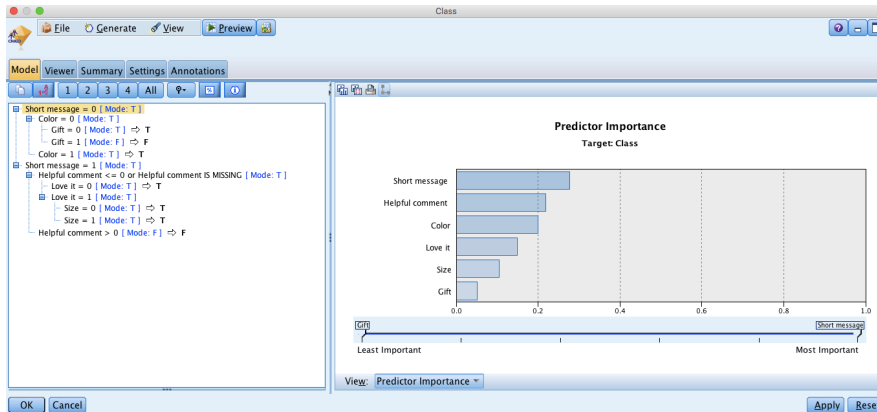 Class
File Generate View Preview
Model Viewer Summary Settings Annotations
1 2 3 4 All
Short message = 0 [ Mode: T ]
Color = 0 [ Mode: T ]
Gift = 0 [ Mode: T ] ⇨ T
Gift = 1 [ Mode: F ] ⇨ F
Color = 1 [ Mode: T ] ⇨ T
Short message = 1 [ Mode: T ]
Helpful comment <= 0 or Helpful comment IS MISSING [ Mode: T ]
Love it = 0 [ Mode: T ] ⇨ T
Love it = 1 [ Mode: T ]
Size = 0 [ Mode: T ] ⇨ T
Size = 1 [ Mode: T ] ⇨ T
Helpful comment > 0 [ Mode: F ] ⇨ F
Predictor Importance
Target: Class
Short message
Helpful comment
Color
Love it
Size
Gift
0.0 0.2 0.4 0.6 0.8 1.0
Gift Short message
Least Important Most Important
View: Predictor Importance
OK Cancel Apply Rese